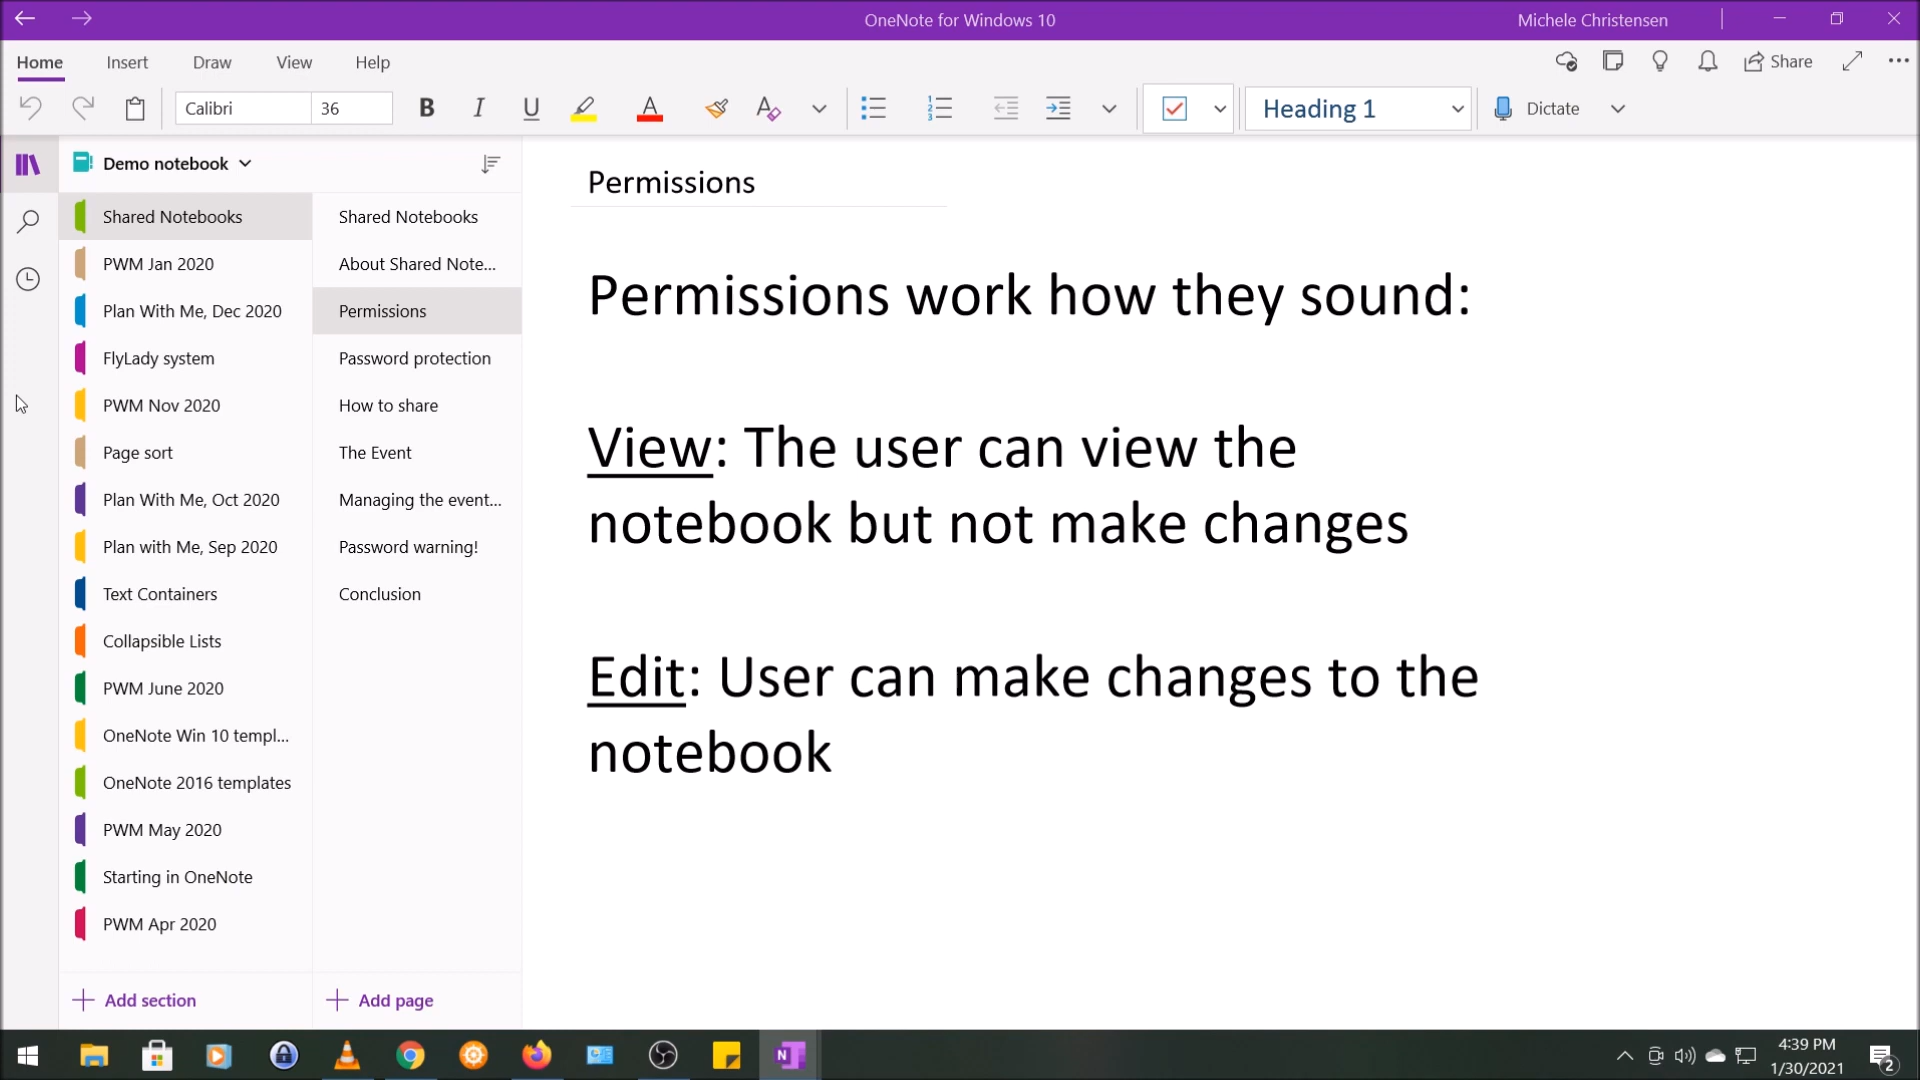 OneNote for Windows 10
Michele Christensen
Home
Insert
Draw
View
Help
Share
Calibri
36
B
I
U
A
A
Heading 1
Dictate
Demo notebook
Shared Notebooks
PWM Jan 2020
Plan With Me, Dec 2020
FlyLady system
PWM Nov 2020
Page sort
Plan With Me, Oct 2020
Plan with Me, Sep 2020
Text Containers
Collapsible Lists
PWM June 2020
OneNote Win 10 templ...
OneNote 2016 templates
PWM May 2020
Starting in OneNote
PWM Apr 2020
Add section
Shared Notebooks
About Shared Note...
Permissions
Password protection
How to share
The Event
Managing the event...
Password warning!
Conclusion
Add page
Permissions
Permissions work how they sound:
View: The user can view the
notebook but not make changes
Edit: User can make changes to the
notebook
N
4:39 PM
1/30/2021
2